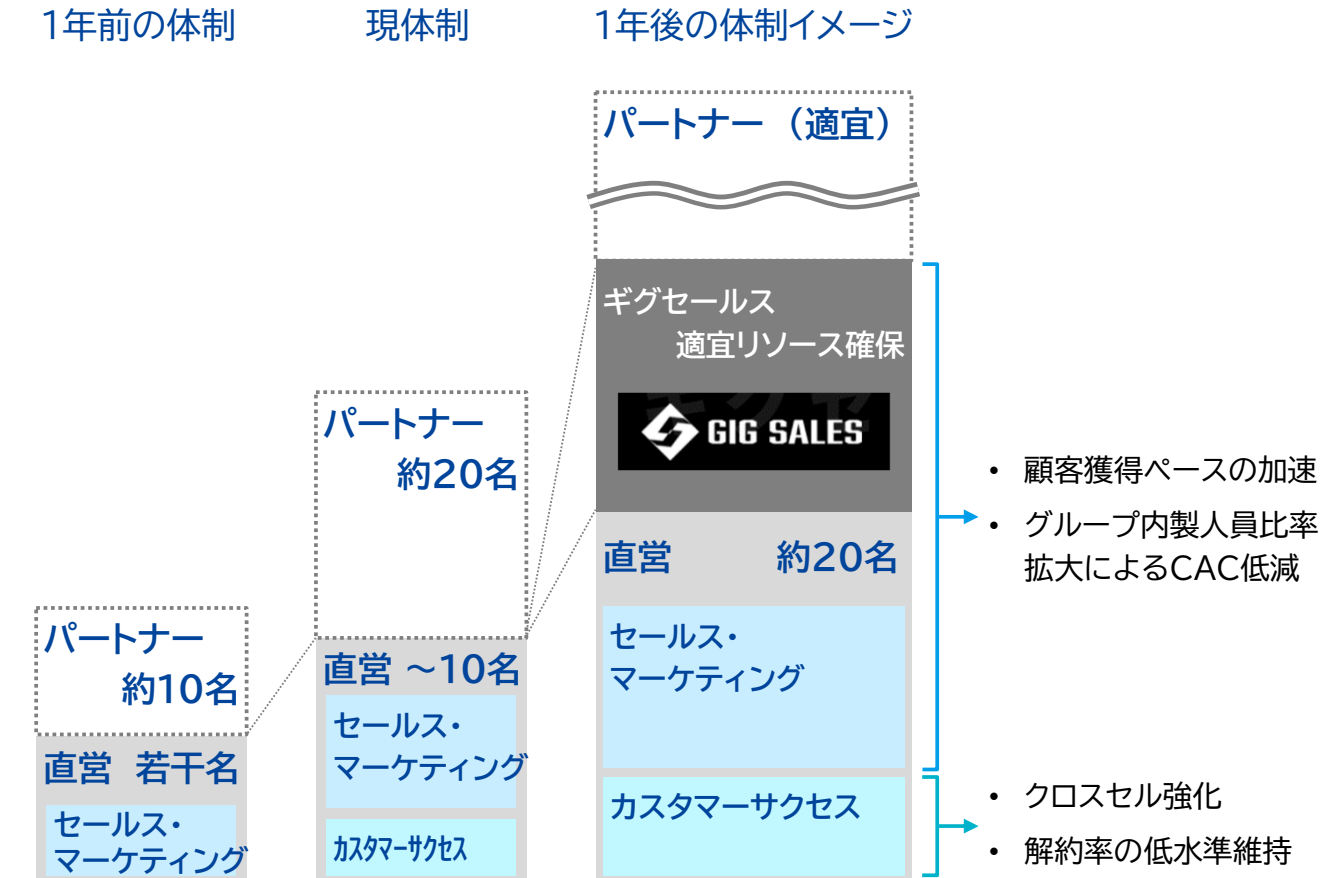 1年前の体制
現体制
1年後の体制イメージ
パートナー
約10名
直営 若干名
セールス・
マーケティング
パートナー
約20名
直営 ～10名
セールス・
マーケティング
カスタマーサクセス
パートナー（適宜）
ギグセールス
適宜リソース確保
GIG SALES
直営 約20名
セールス・
マーケティング
カスタマーサクセス
• 顧客獲得ペースの加速
• グループ内製人員比率
拡大によるCAC低減
• クロスセル強化
• 解約率の低水準維持